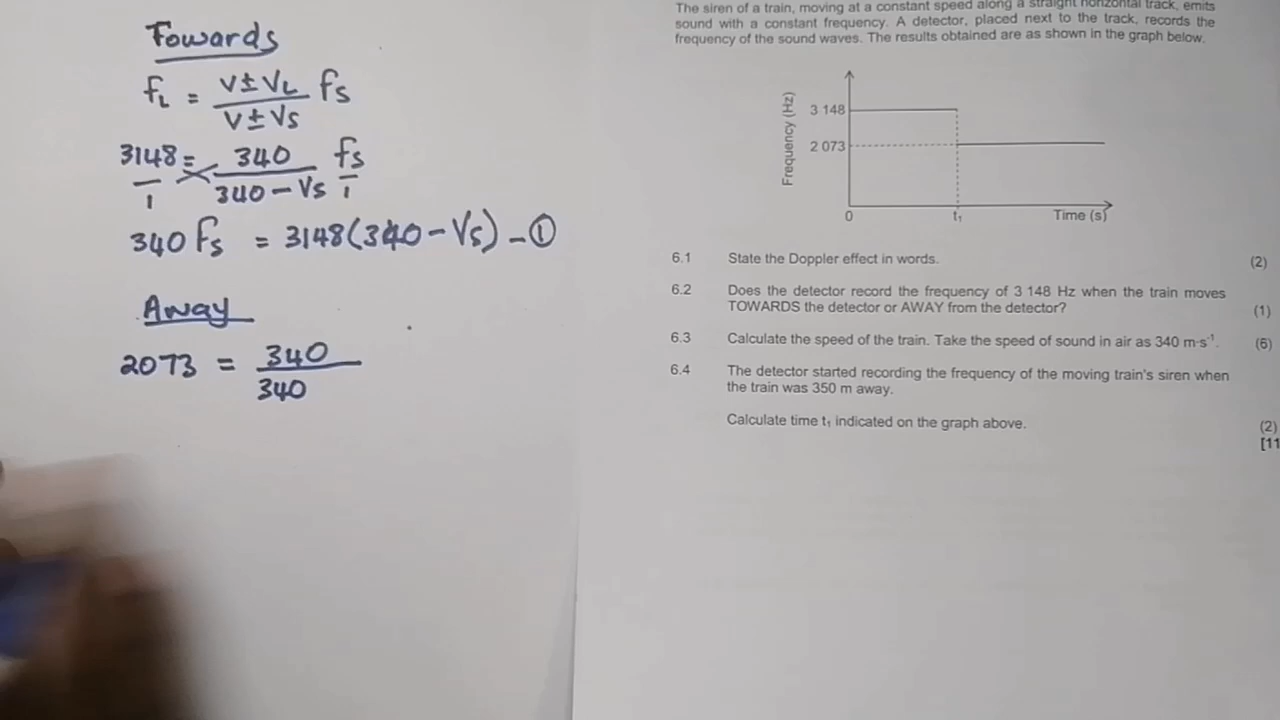 Towards
fL = V ± VL / V ± Vs fs
3148/1 = 340 / 340 - Vs fs/1
340 fs = 3148(340 - Vs) - ①
Away
2073 = 340 / 340
The siren of a train, moving at a constant speed along a straight horizontal track, emits
sound with a constant frequency. A detector, placed next to the track, records the
frequency of the sound waves. The results obtained are as shown in the graph below.
Frequency (Hz)
3 148
2 073
0 t₁ Time (s)
6.1 State the Doppler effect in words. (2)
6.2 Does the detector record the frequency of 3 148 Hz when the train moves
TOWARDS the detector or AWAY from the detector? (1)
6.3 Calculate the speed of the train. Take the speed of sound in air as 340 m·s⁻¹. (6)
6.4 The detector started recording the frequency of the moving train's siren when
the train was 350 m away.
Calculate time t₁ indicated on the graph above. (2)
[11